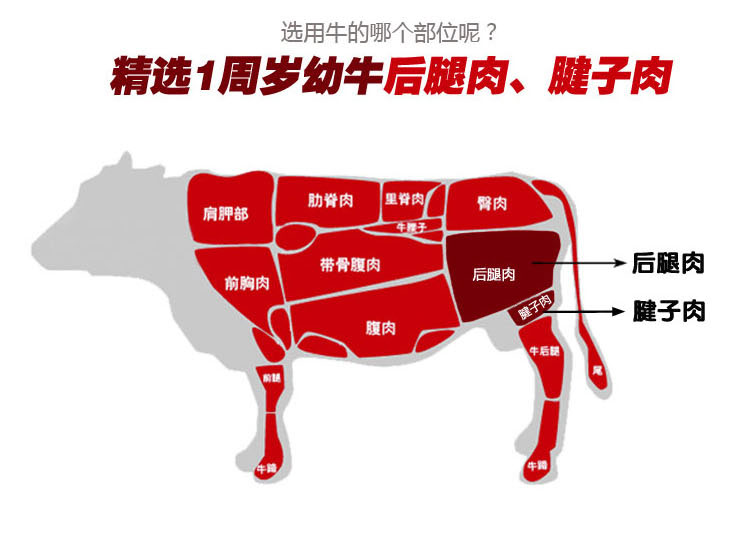 选用牛的哪个部位呢？
精选1周岁幼牛后腿肉、腱子肉
肩胛部
肋脊肉
里脊肉
臀肉
牛腱子
前胸肉
带骨腹肉
后腿肉
后腿肉
腱子肉
腱子肉
腹肉
牛后腿
前腿
尾
牛蹄
牛蹄